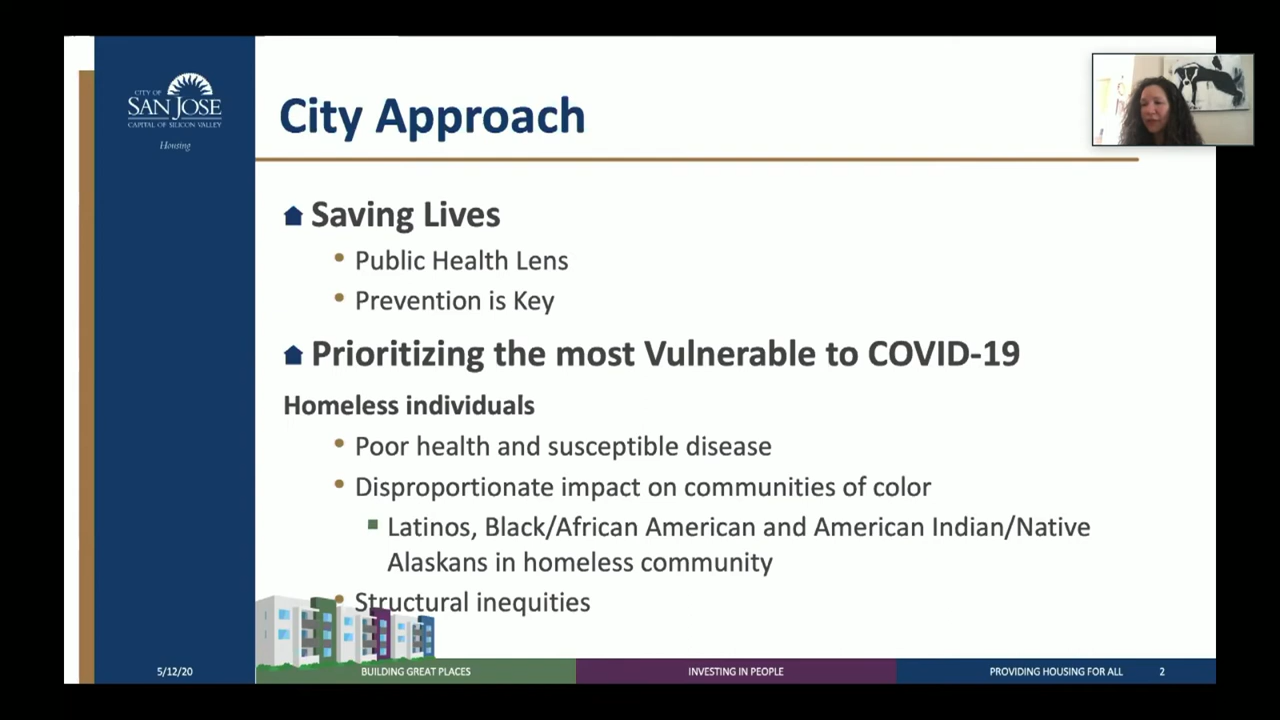 CITY OF
SAN JOSE
CAPITAL OF SILICON VALLEY
Housing
City Approach
Saving Lives
Public Health Lens
Prevention is Key
Prioritizing the most Vulnerable to COVID-19
Homeless individuals
Poor health and susceptible disease
Disproportionate impact on communities of color
Latinos, Black/African American and American Indian/Native
Alaskans in homeless community
Structural inequities
5/12/20
BUILDING GREAT PLACES
INVESTING IN PEOPLE
PROVIDING HOUSING FOR ALL
2